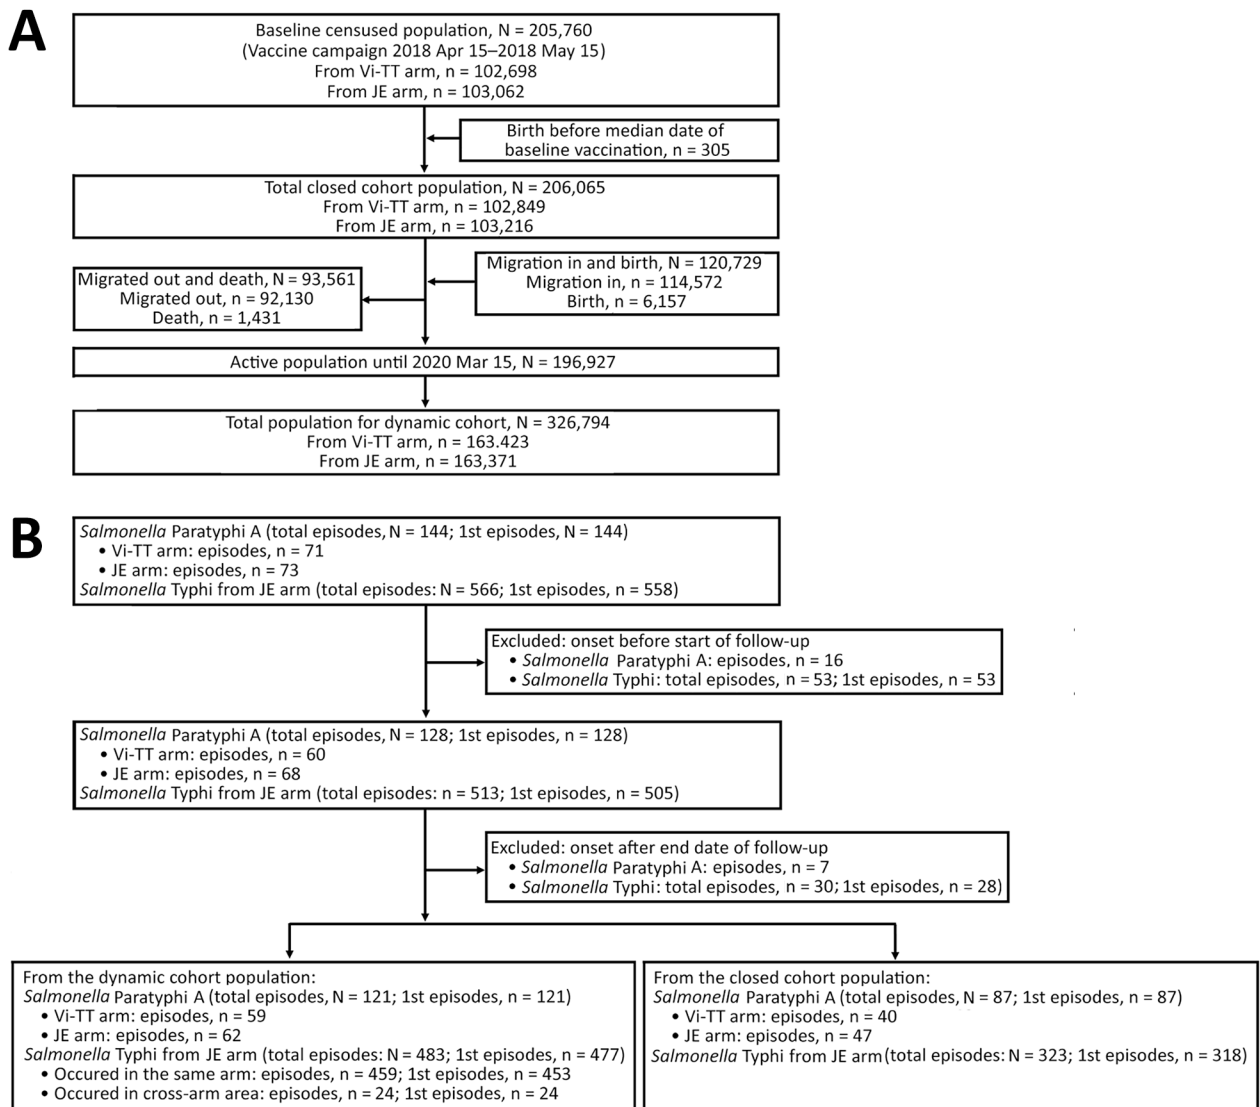 A
Baseline censused population, N = 205,760
(Vaccine campaign 2018 Apr 15–2018 May 15)
From Vi-TT arm, n = 102,698
From JE arm, n = 103,062
Birth before median date of
baseline vaccination, n = 305
Total closed cohort population, N = 206,065
From Vi-TT arm, n = 102,849
From JE arm, n = 103,216
Migration in and birth, N = 120,729
Migration in, n = 114,572
Birth, n = 6,157
Migrated out and death, N = 93,561
Migrated out, n = 92,130
Death, n = 1,431
Active population until 2020 Mar 15, N = 196,927
Total population for dynamic cohort, N = 326,794
From Vi-TT arm, n = 163.423
From JE arm, n = 163,371
B
Salmonella Paratyphi A (total episodes, N = 144; 1st episodes, N = 144)
• Vi-TT arm: episodes, n = 71
• JE arm: episodes, n = 73
Salmonella Typhi from JE arm (total episodes: N = 566; 1st episodes, n = 558)
Excluded: onset before start of follow-up
• Salmonella Paratyphi A: episodes, n = 16
• Salmonella Typhi: total episodes, n = 53; 1st episodes, n = 53
Salmonella Paratyphi A (total episodes, N = 128; 1st episodes, n = 128)
• Vi-TT arm: episodes, n = 60
• JE arm: episodes, n = 68
Salmonella Typhi from JE arm (total episodes: n = 513; 1st episodes, n = 505)
Excluded: onset after end date of follow-up
• Salmonella Paratyphi A: episodes, n = 7
• Salmonella Typhi: total episodes, n = 30; 1st episodes, n = 28)
From the dynamic cohort population:
Salmonella Paratyphi A (total episodes, N = 121; 1st episodes, n = 121)
• Vi-TT arm: episodes, n = 59
• JE arm: episodes, n = 62
Salmonella Typhi from JE arm (total episodes: N = 483; 1st episodes, n = 477)
• Occured in the same arm: episodes, n = 459; 1st episodes, n = 453
• Occured in cross-arm area: episodes, n = 24; 1st episodes, n = 24
From the closed cohort population:
Salmonella Paratyphi A (total episodes, N = 87; 1st episodes, n = 87)
• Vi-TT arm: episodes, n = 40
• JE arm: episodes, n = 47
Salmonella Typhi from JE arm (total episodes: N = 323; 1st episodes, n = 318)